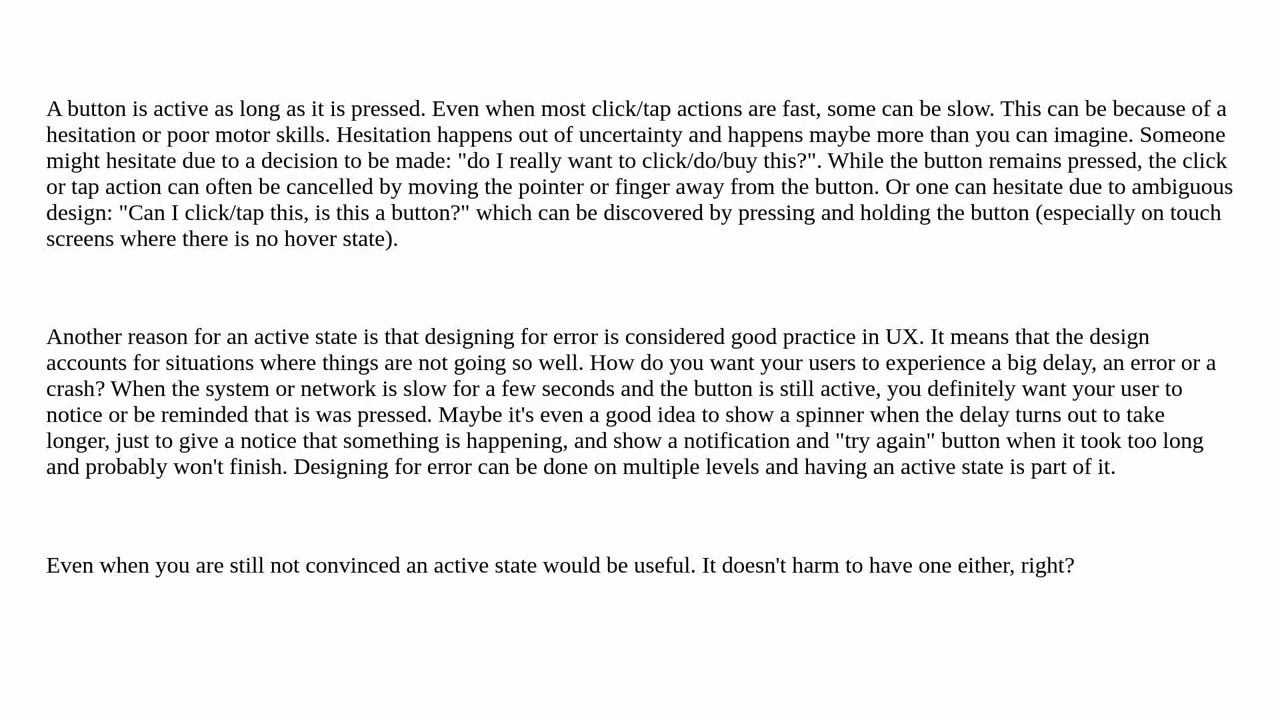 A button is active as long as it is pressed. Even when most click/tap actions are fast, some can be slow. This can be because of a
hesitation or poor motor skills. Hesitation happens out of uncertainty and happens maybe more than you can imagine. Someone
might hesitate due to a decision to be made: "do I really want to click/do/buy this?". While the button remains pressed, the click
or tap action can often be cancelled by moving the pointer or finger away from the button. Or one can hesitate due to ambiguous
design: "Can I click/tap this, is this a button?" which can be discovered by pressing and holding the button (especially on touch
screens where there is no hover state).
Another reason for an active state is that designing for error is considered good practice in UX. It means that the design
accounts for situations where things are not going so well. How do you want your users to experience a big delay, an error or a
crash? When the system or network is slow for a few seconds and the button is still active, you definitely want your user to
notice or be reminded that is was pressed. Maybe it's even a good idea to show a spinner when the delay turns out to take
longer, just to give a notice that something is happening, and show a notification and "try again" button when it took too long
and probably won't finish. Designing for error can be done on multiple levels and having an active state is part of it.
Even when you are still not convinced an active state would be useful. It doesn't harm to have one either, right?